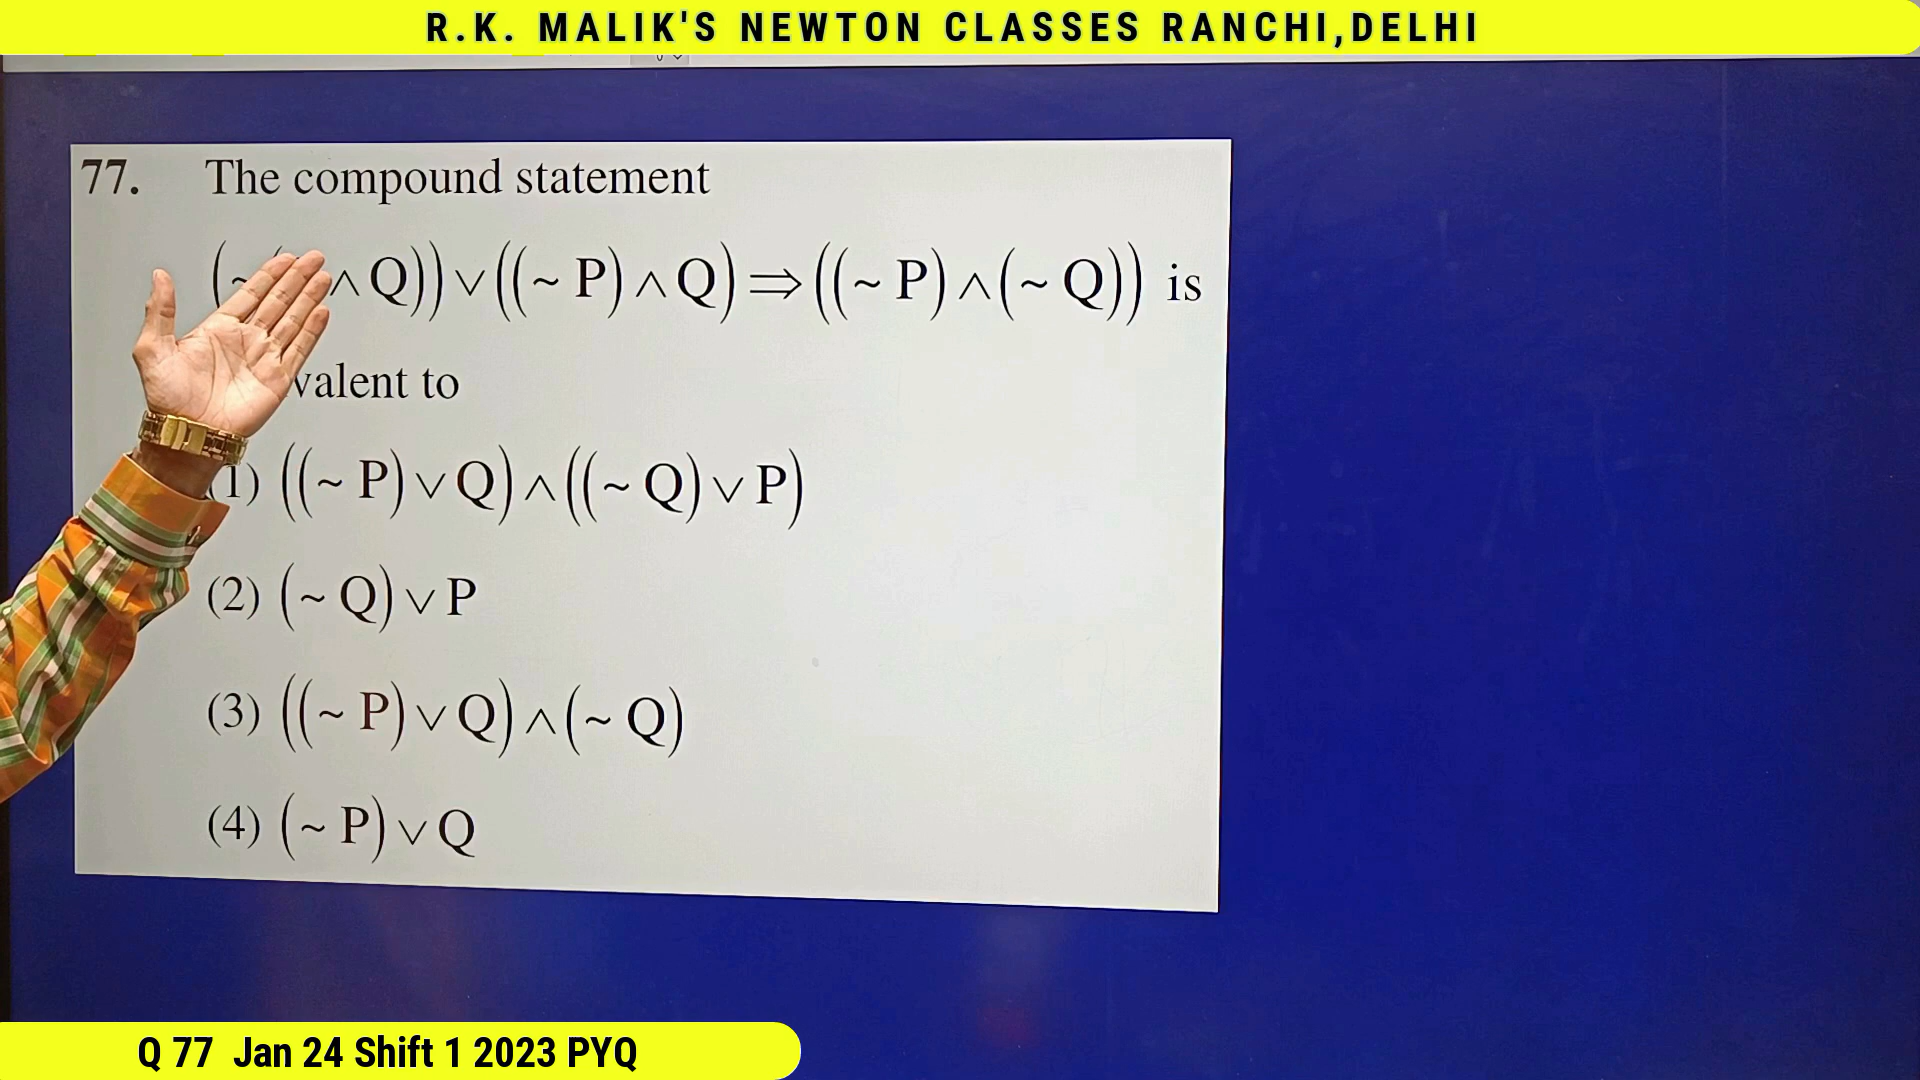 R.K. MALIK'S NEWTON CLASSES RANCHI,DELHI
77. The compound statement
(~ ∧ Q)) ∨ ((~ P) ∧ Q) ⇒ ((~ P) ∧ (~ Q)) is
valent to
(1) ((~ P) ∨ Q) ∧ ((~ Q) ∨ P)
(2) (~ Q) ∨ P
(3) ((~ P) ∨ Q) ∧ (~ Q)
(4) (~ P) ∨ Q
Q 77 Jan 24 Shift 1 2023 PYQ